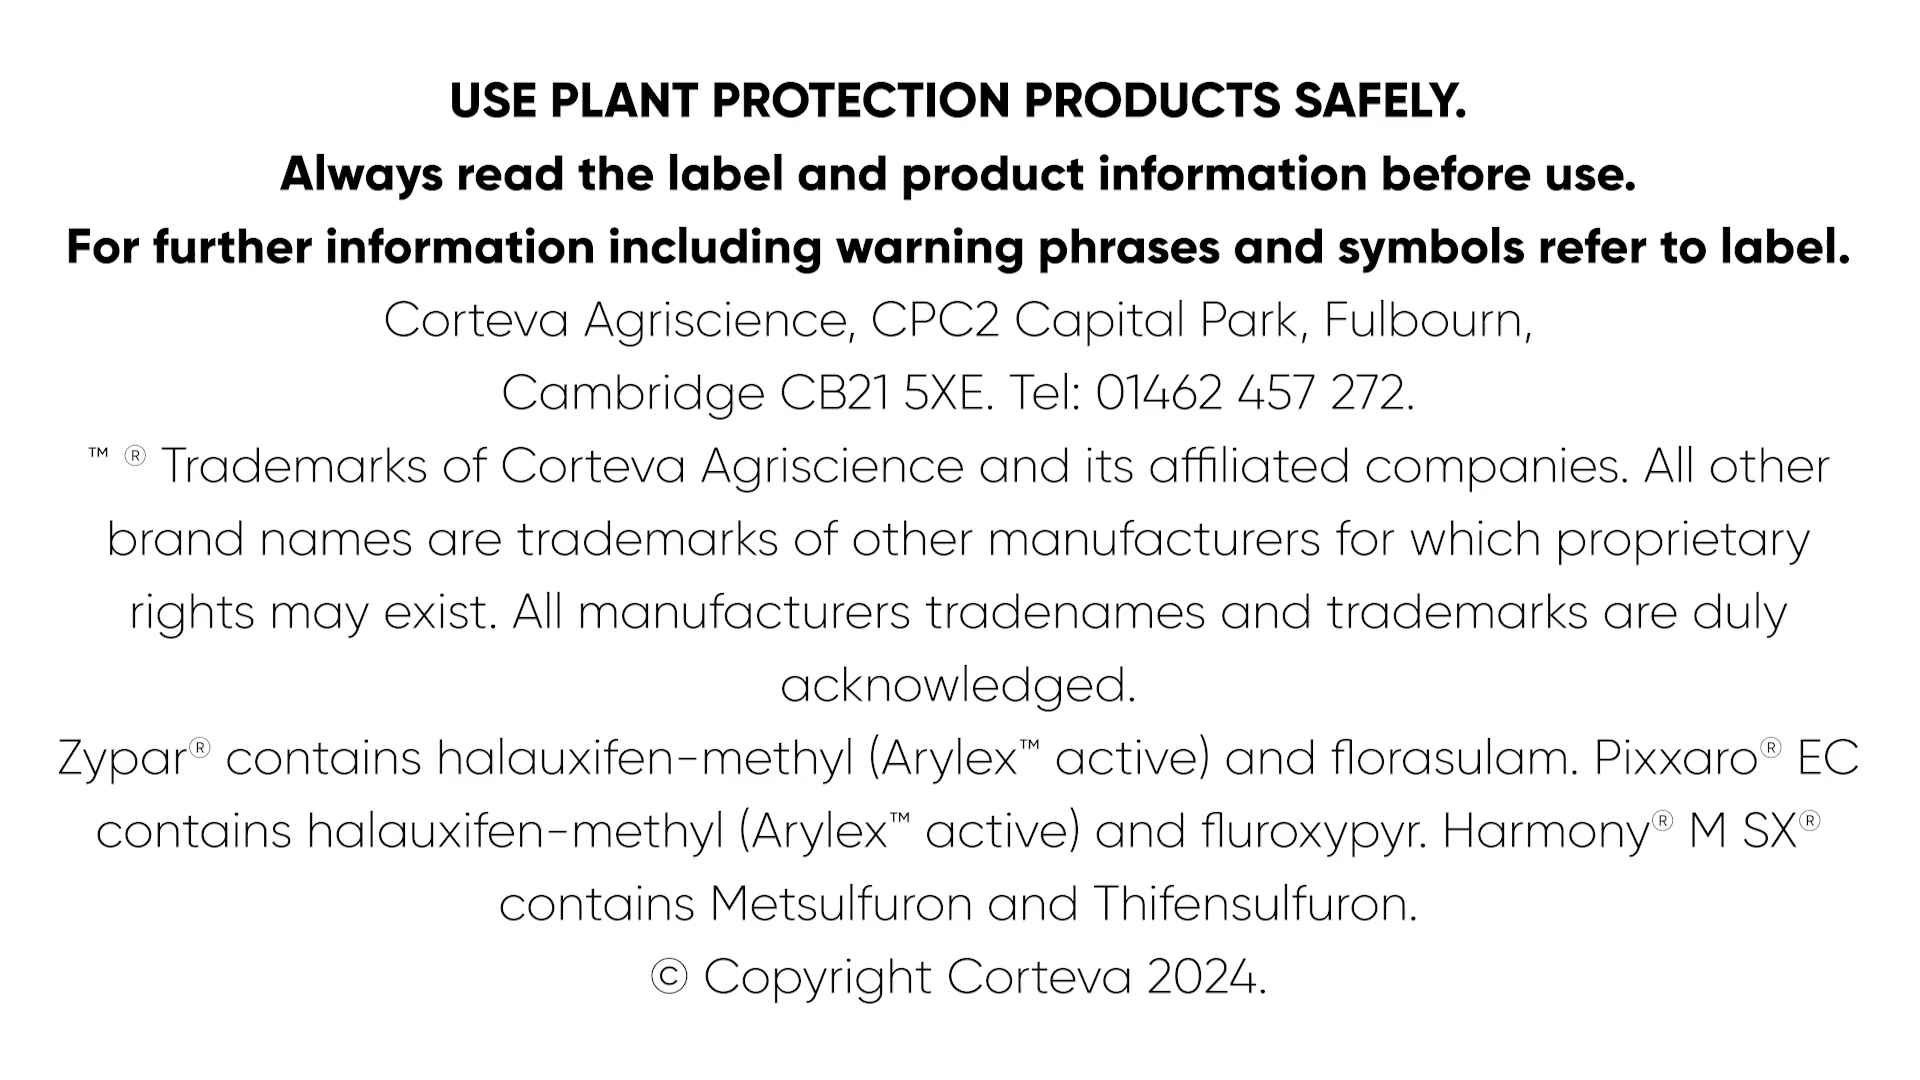 USE PLANT PROTECTION PRODUCTS SAFELY.
Always read the label and product information before use.
For further information including warning phrases and symbols refer to label.
Corteva Agriscience, CPC2 Capital Park, Fulbourn,
Cambridge CB21 5XE. Tel: 01462 457 272.
™ ® Trademarks of Corteva Agriscience and its affiliated companies. All other
brand names are trademarks of other manufacturers for which proprietary
rights may exist. All manufacturers tradenames and trademarks are duly
acknowledged.
Zypar® contains halauxifen-methyl (Arylex™ active) and florasulam. Pixxaro® EC
contains halauxifen-methyl (Arylex™ active) and fluroxypyr. Harmony® M SX®
contains Metsulfuron and Thifensulfuron.
© Copyright Corteva 2024.